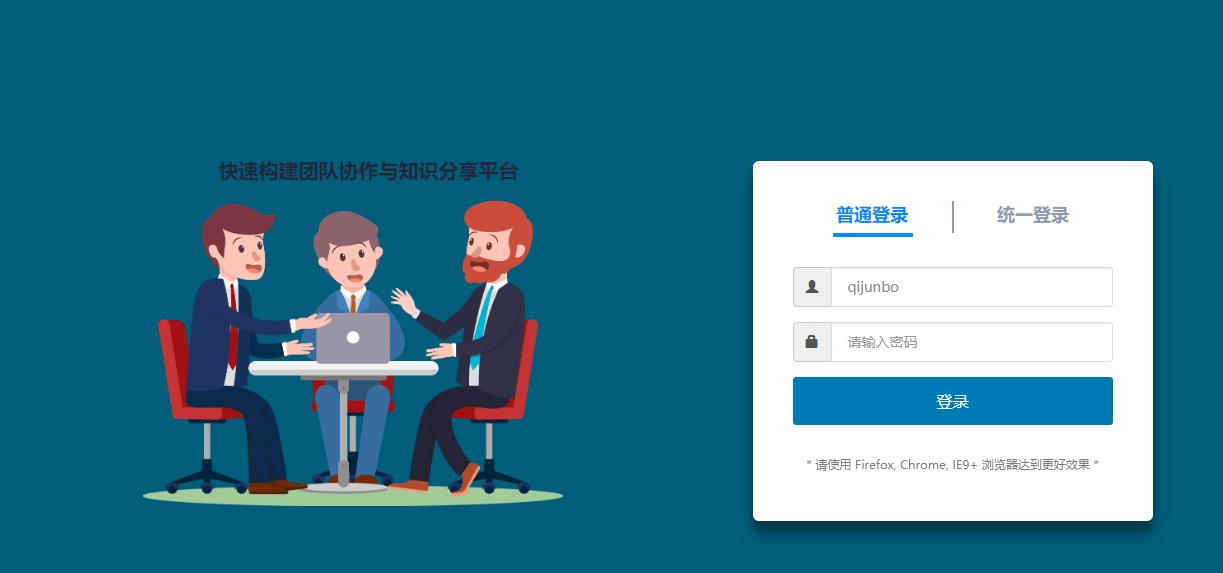 快速构建团队协作与知识分享平台
普通登录
统一登录
qijunbo
请输入密码
登录
* 请使用 Firefox, Chrome, IE9+ 浏览器达到更好效果 *